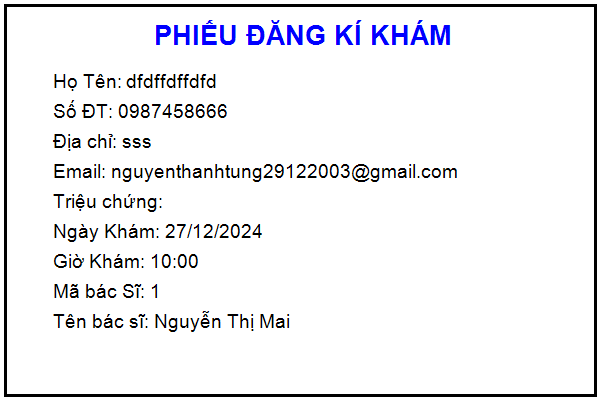 PHIẾU ĐĂNG KÍ KHÁM
Họ Tên: dfdffdffdfd
Số ĐT: 0987458666
Địa chỉ: sss
Email: nguyenthanhtung29122003@gmail.com
Triệu chứng:
Ngày Khám: 27/12/2024
Giờ Khám: 10:00
Mã bác Sĩ: 1
Tên bác sĩ: Nguyễn Thị Mai